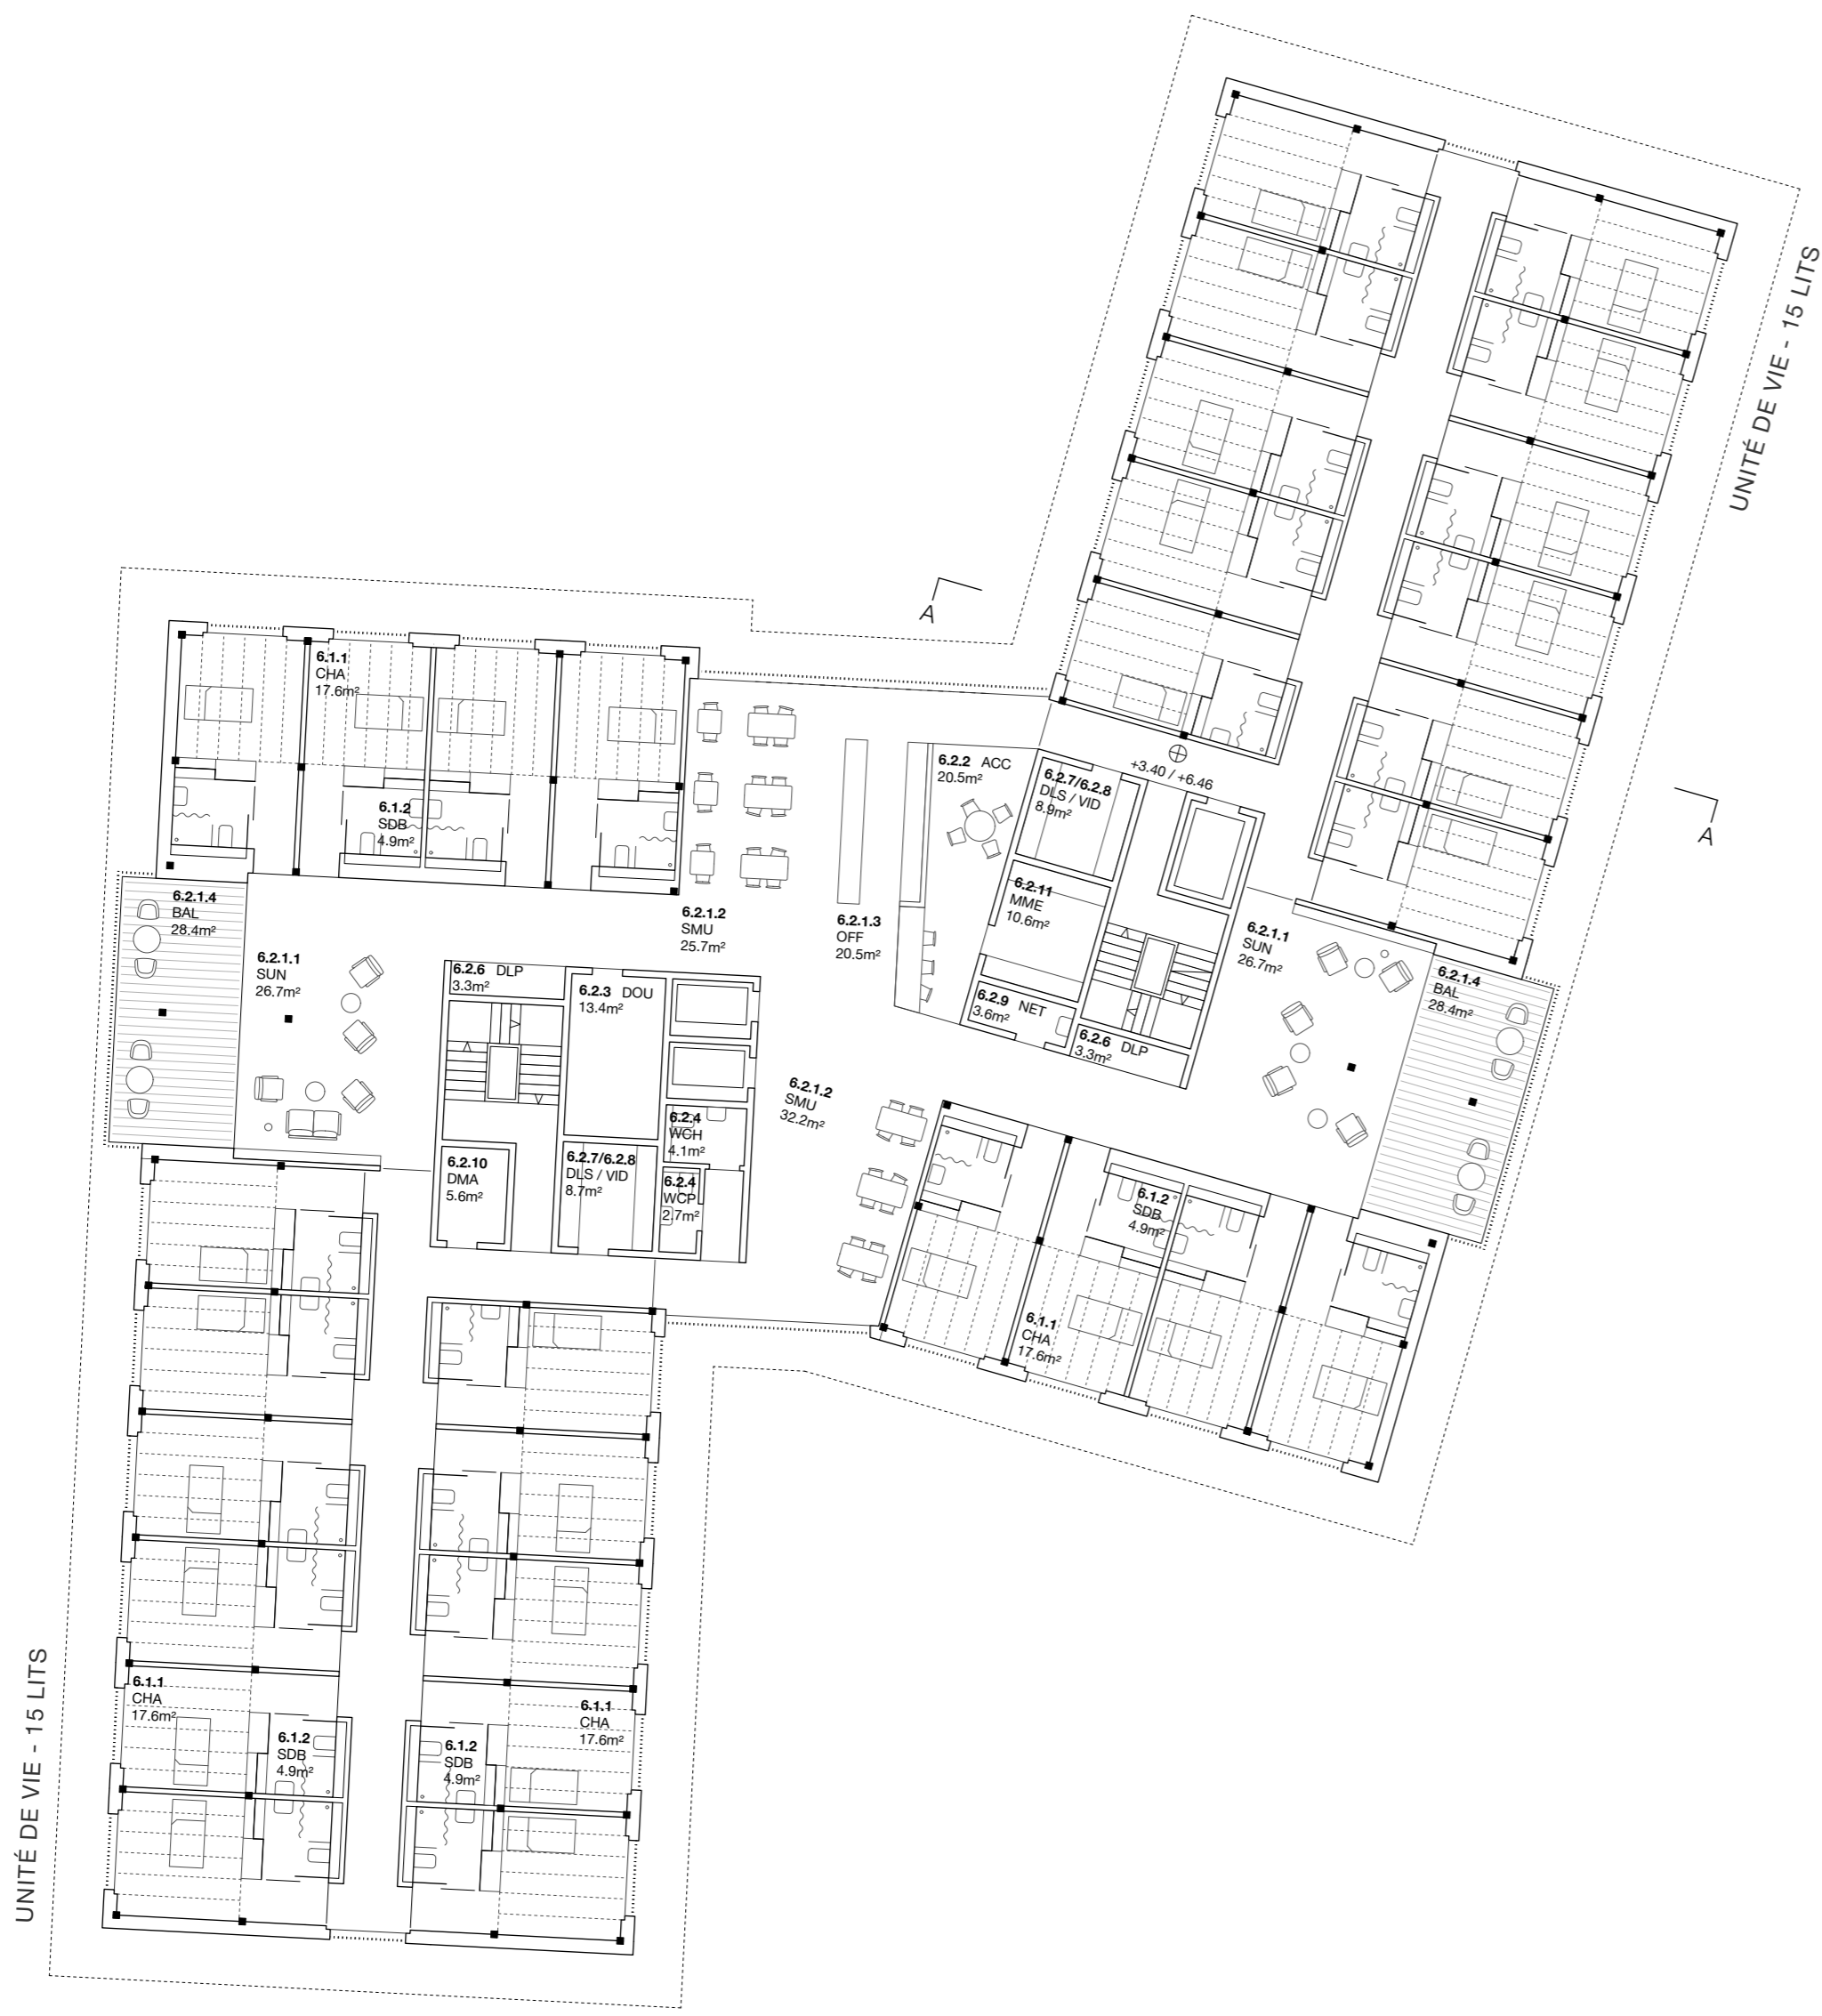 UNITÉ DE VIE - 15 LITS
A
6.1.1
CHA
17.6m²
6.1.2
SDB
4.9m²
6.2.2 ACC
20.5m²
+3.40 / +6.46
6.2.7/6.2.8
DLS / VID
8.9m²
A
6.2.1.4
BAL
28.4m²
6.2.1.1
SUN
26.7m²
6.2.1.2
SMU
25.7m²
6.2.1.3
OFF
20.5m²
6.2.11
MME
10.6m²
6.2.1.1
SUN
26.7m²
6.2.1.4
BAL
28.4m²
6.2.6 DLP
3.3m²
6.2.3 DOU
13.4m²
6.2.9 NET
3.6m²
6.2.6 DLP
3.3m²
6.2.1.2
SMU
32.2m²
6.2.4
WCH
4.1m²
6.2.10
DMA
5.6m²
6.2.7/6.2.8
DLS / VID
8.7m²
6.2.4
WCP
2.7m²
6.1.2
SDB
4.9m²
6.1.1
CHA
17.6m²
UNITÉ DE VIE - 15 LITS
6.1.1
CHA
17.6m²
6.1.2
SDB
4.9m²
6.1.2
SDB
4.9m²
6.1.1
CHA
17.6m²